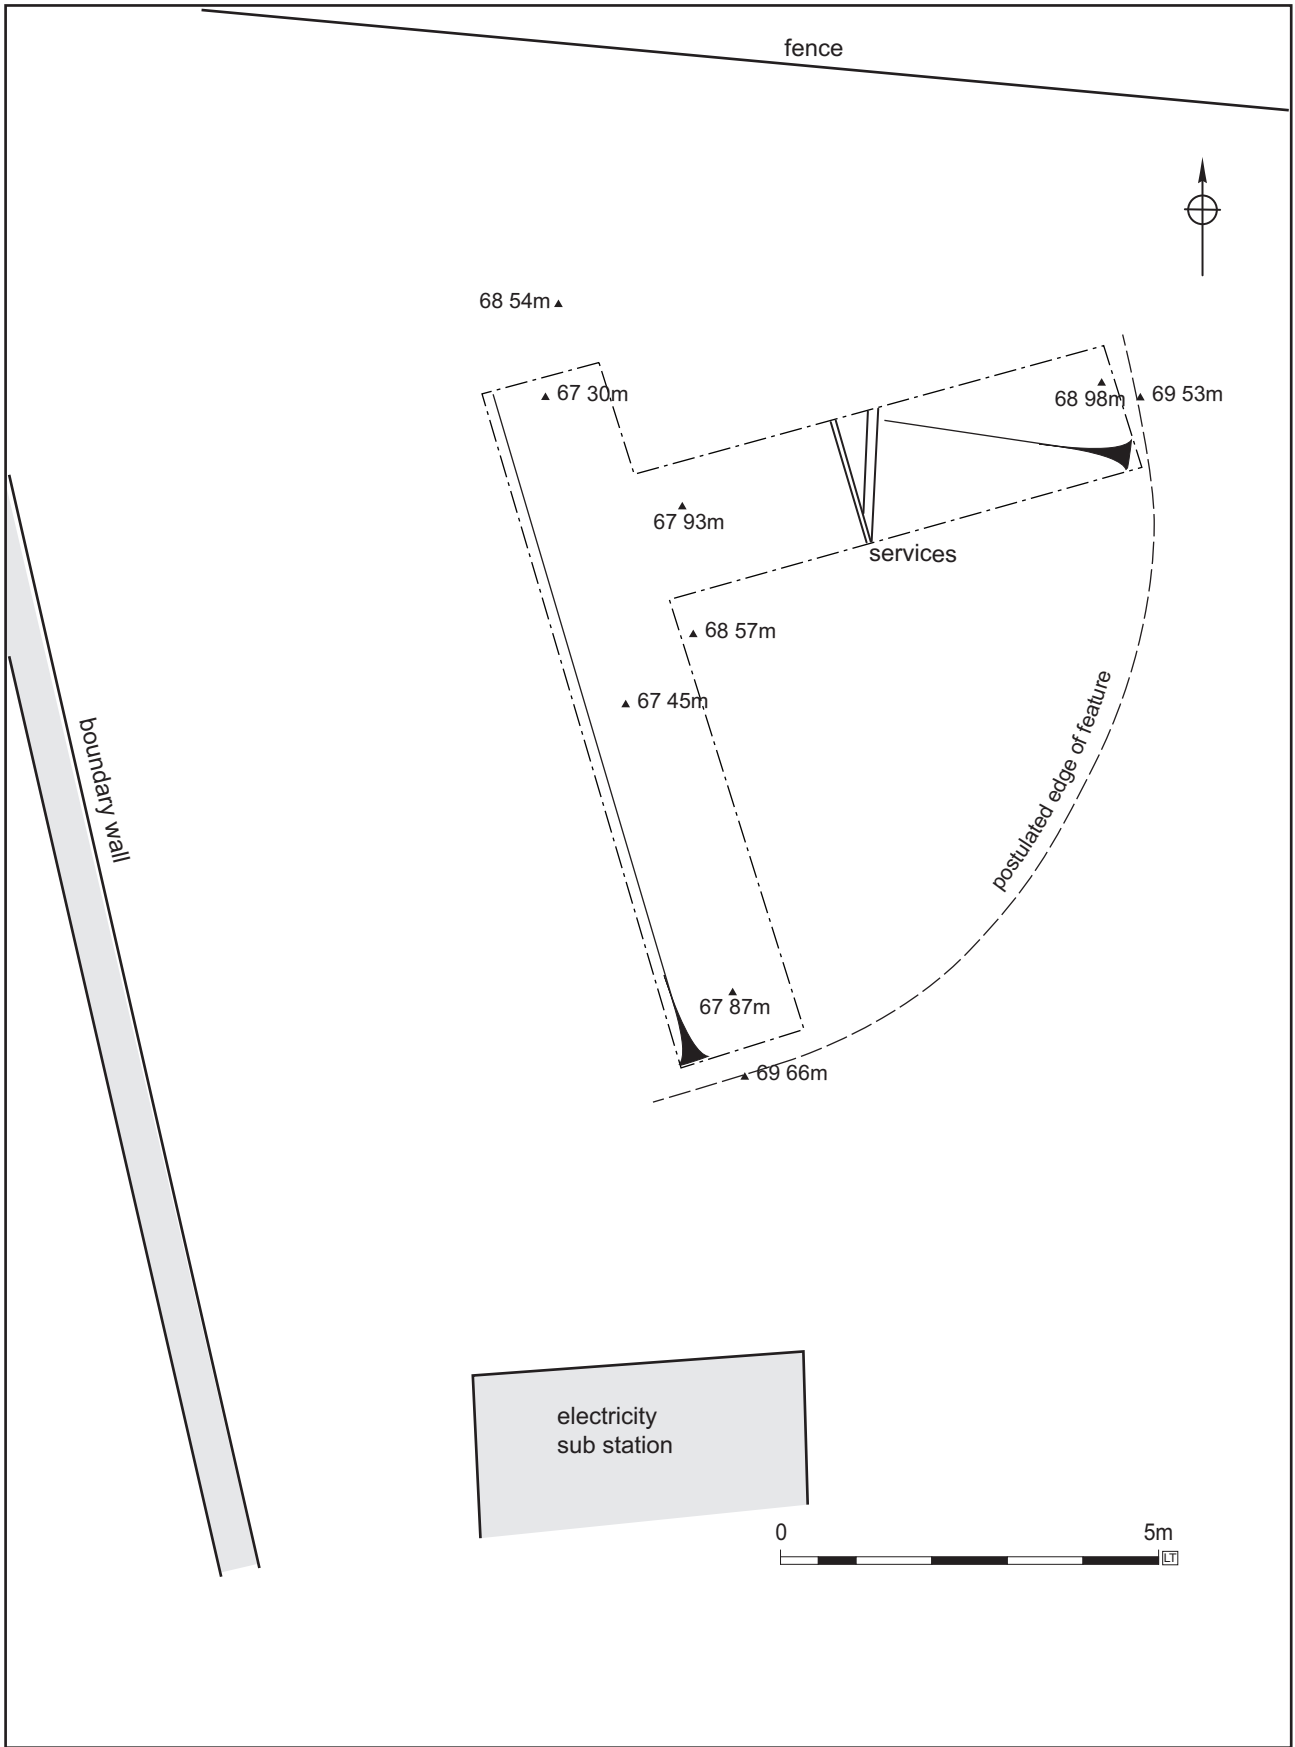 fence
68 54m
67 30m
68 98m
69 53m
67 93m
services
68 57m
67 45m
boundary wall
postulated edge of feature
67 87m
69 66m
electricity
sub station
0 5m
LT